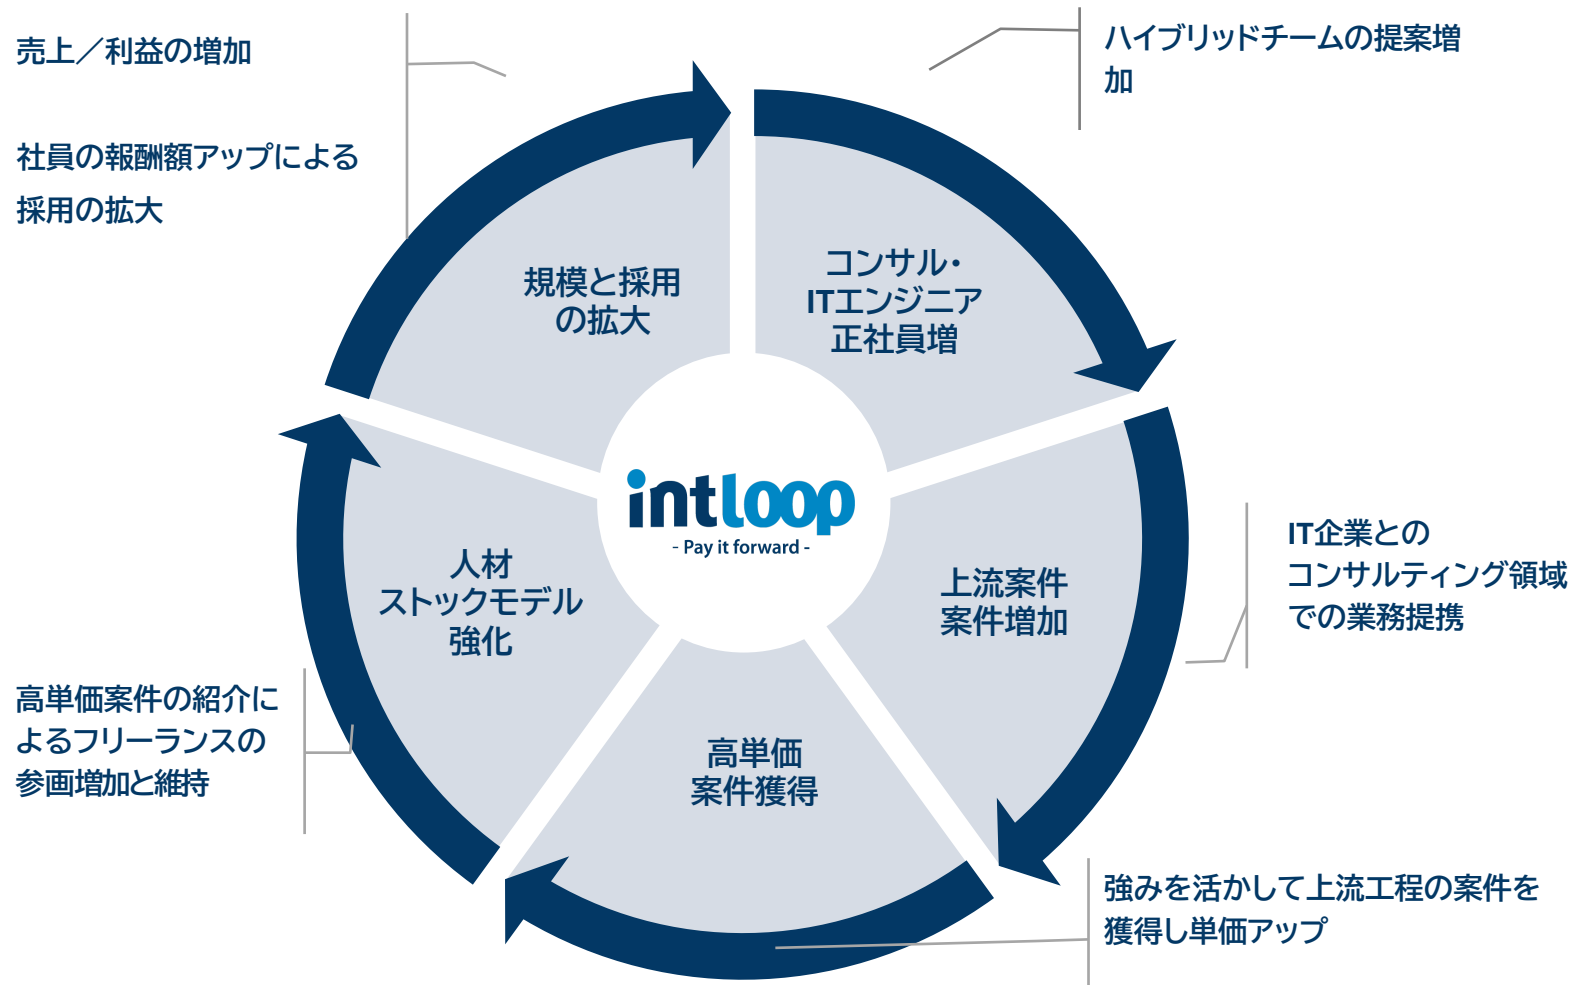 売上／利益の増加
社員の報酬額アップによる
採用の拡大
ハイブリッドチームの提案増
加
規模と採用
の拡大
コンサル・
ITエンジニア
正社員増
intloop
- Pay it forward -
人材
ストックモデル
強化
上流案件
案件増加
IT企業との
コンサルティング領域
での業務提携
高単価案件の紹介に
よるフリーランスの
参画増加と維持
高単価
案件獲得
強みを活かして上流工程の案件を
獲得し単価アップ